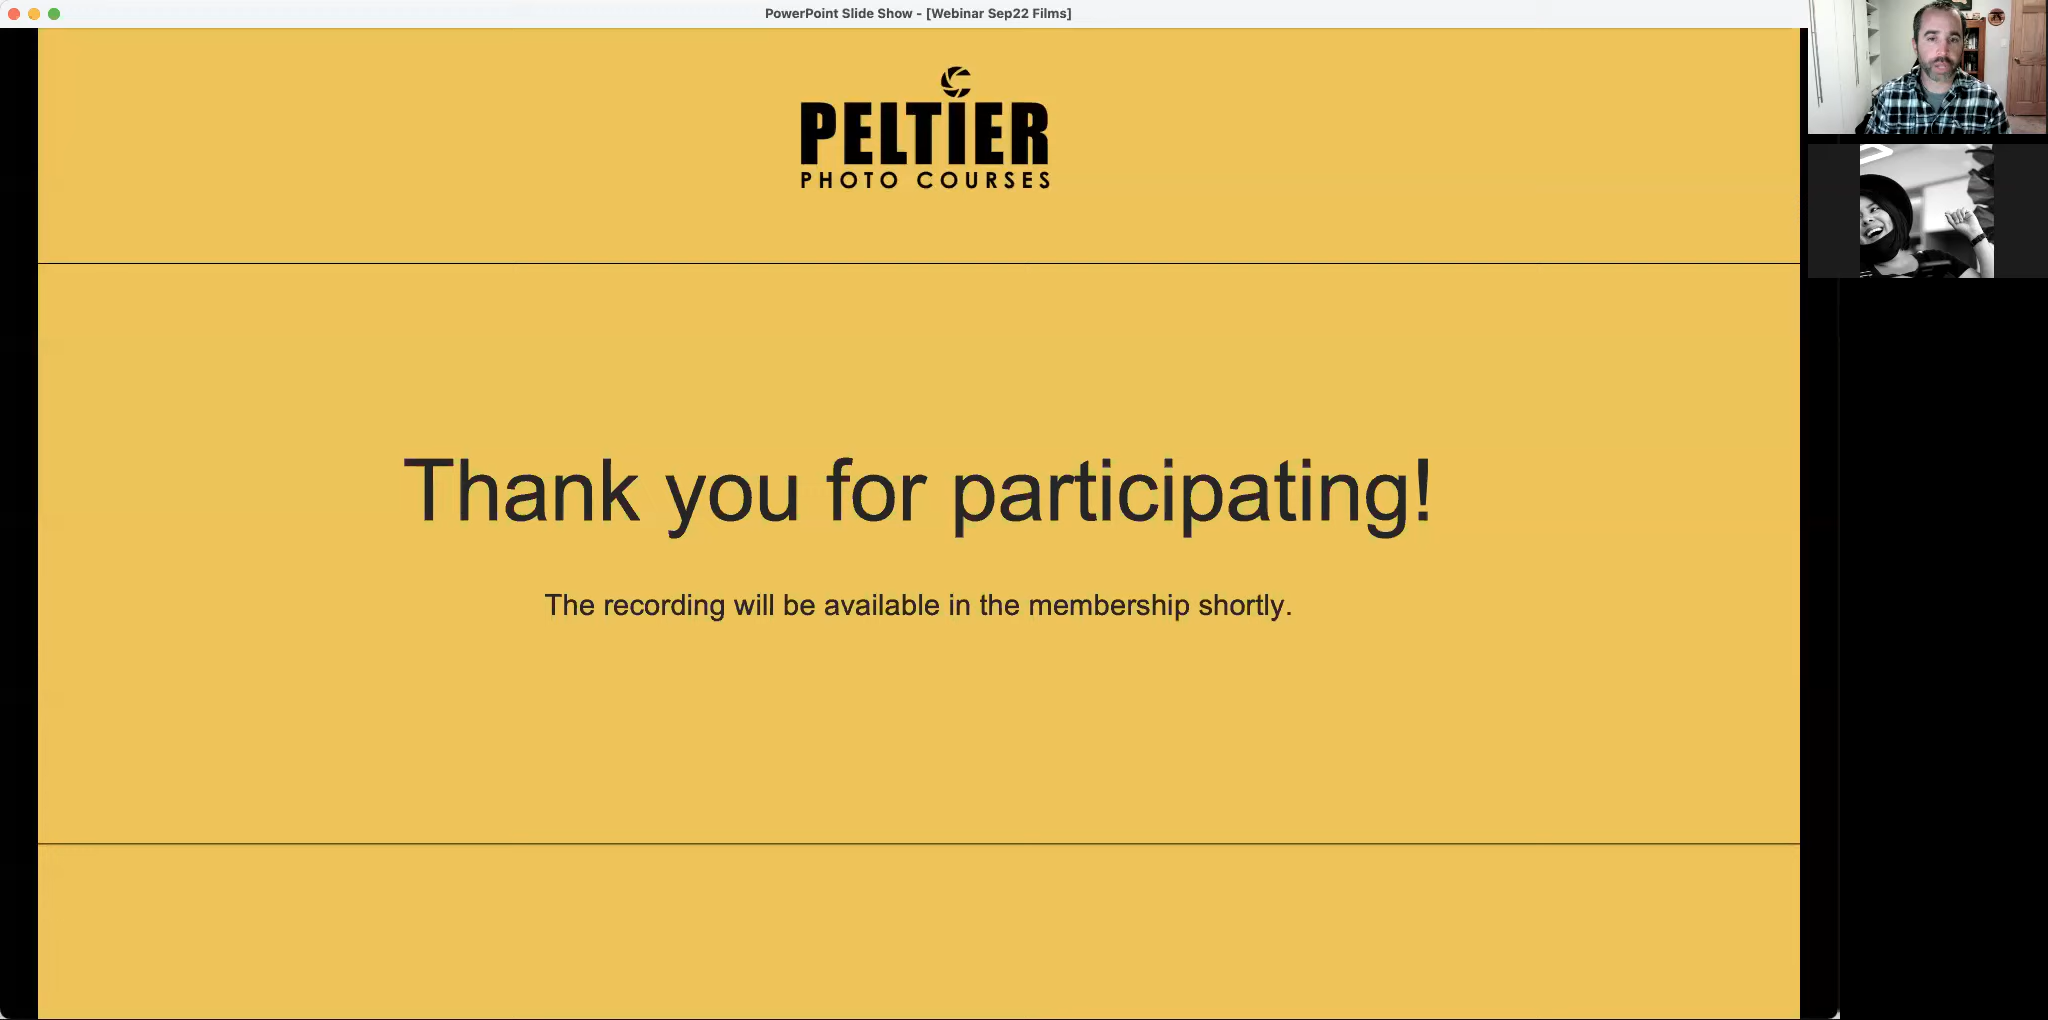 PowerPoint Slide Show - [Webinar Sep22 Films]
PELTIER
PHOTO COURSES
Thank you for participating!
The recording will be available in the membership shortly.